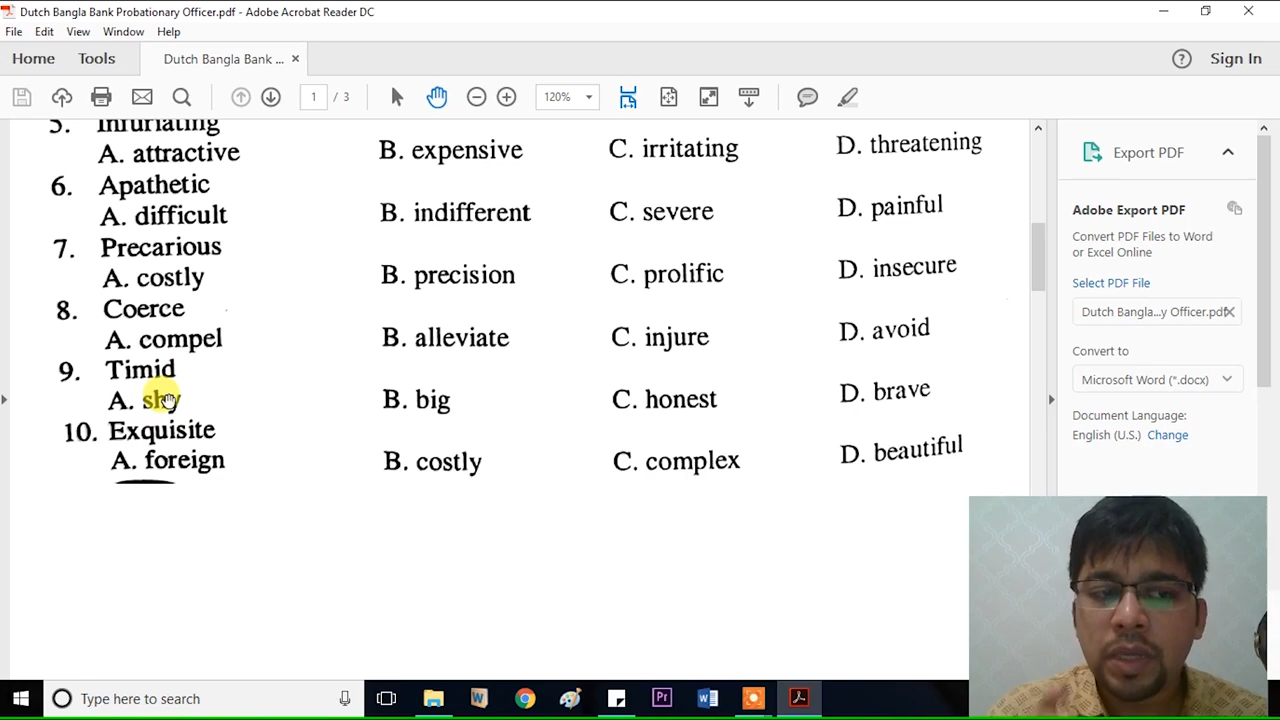 Dutch Bangla Bank Probationary Officer.pdf - Adobe Acrobat Reader DC
File Edit View Window Help
Home Tools Dutch Bangla Bank ... × Sign In
1 / 3 120%
5. Infuriating
A. attractive B. expensive C. irritating D. threatening
6. Apathetic
A. difficult B. indifferent C. severe D. painful
7. Precarious
A. costly B. precision C. prolific D. insecure
8. Coerce
A. compel B. alleviate C. injure D. avoid
9. Timid
A. shy B. big C. honest D. brave
10. Exquisite
A. foreign B. costly C. complex D. beautiful
Export PDF
Adobe Export PDF
Convert PDF Files to Word
or Excel Online
Select PDF File
Dutch Bangla...y Officer.pdf
Convert to
Microsoft Word (*.docx)
Document Language:
English (U.S.) Change
Type here to search